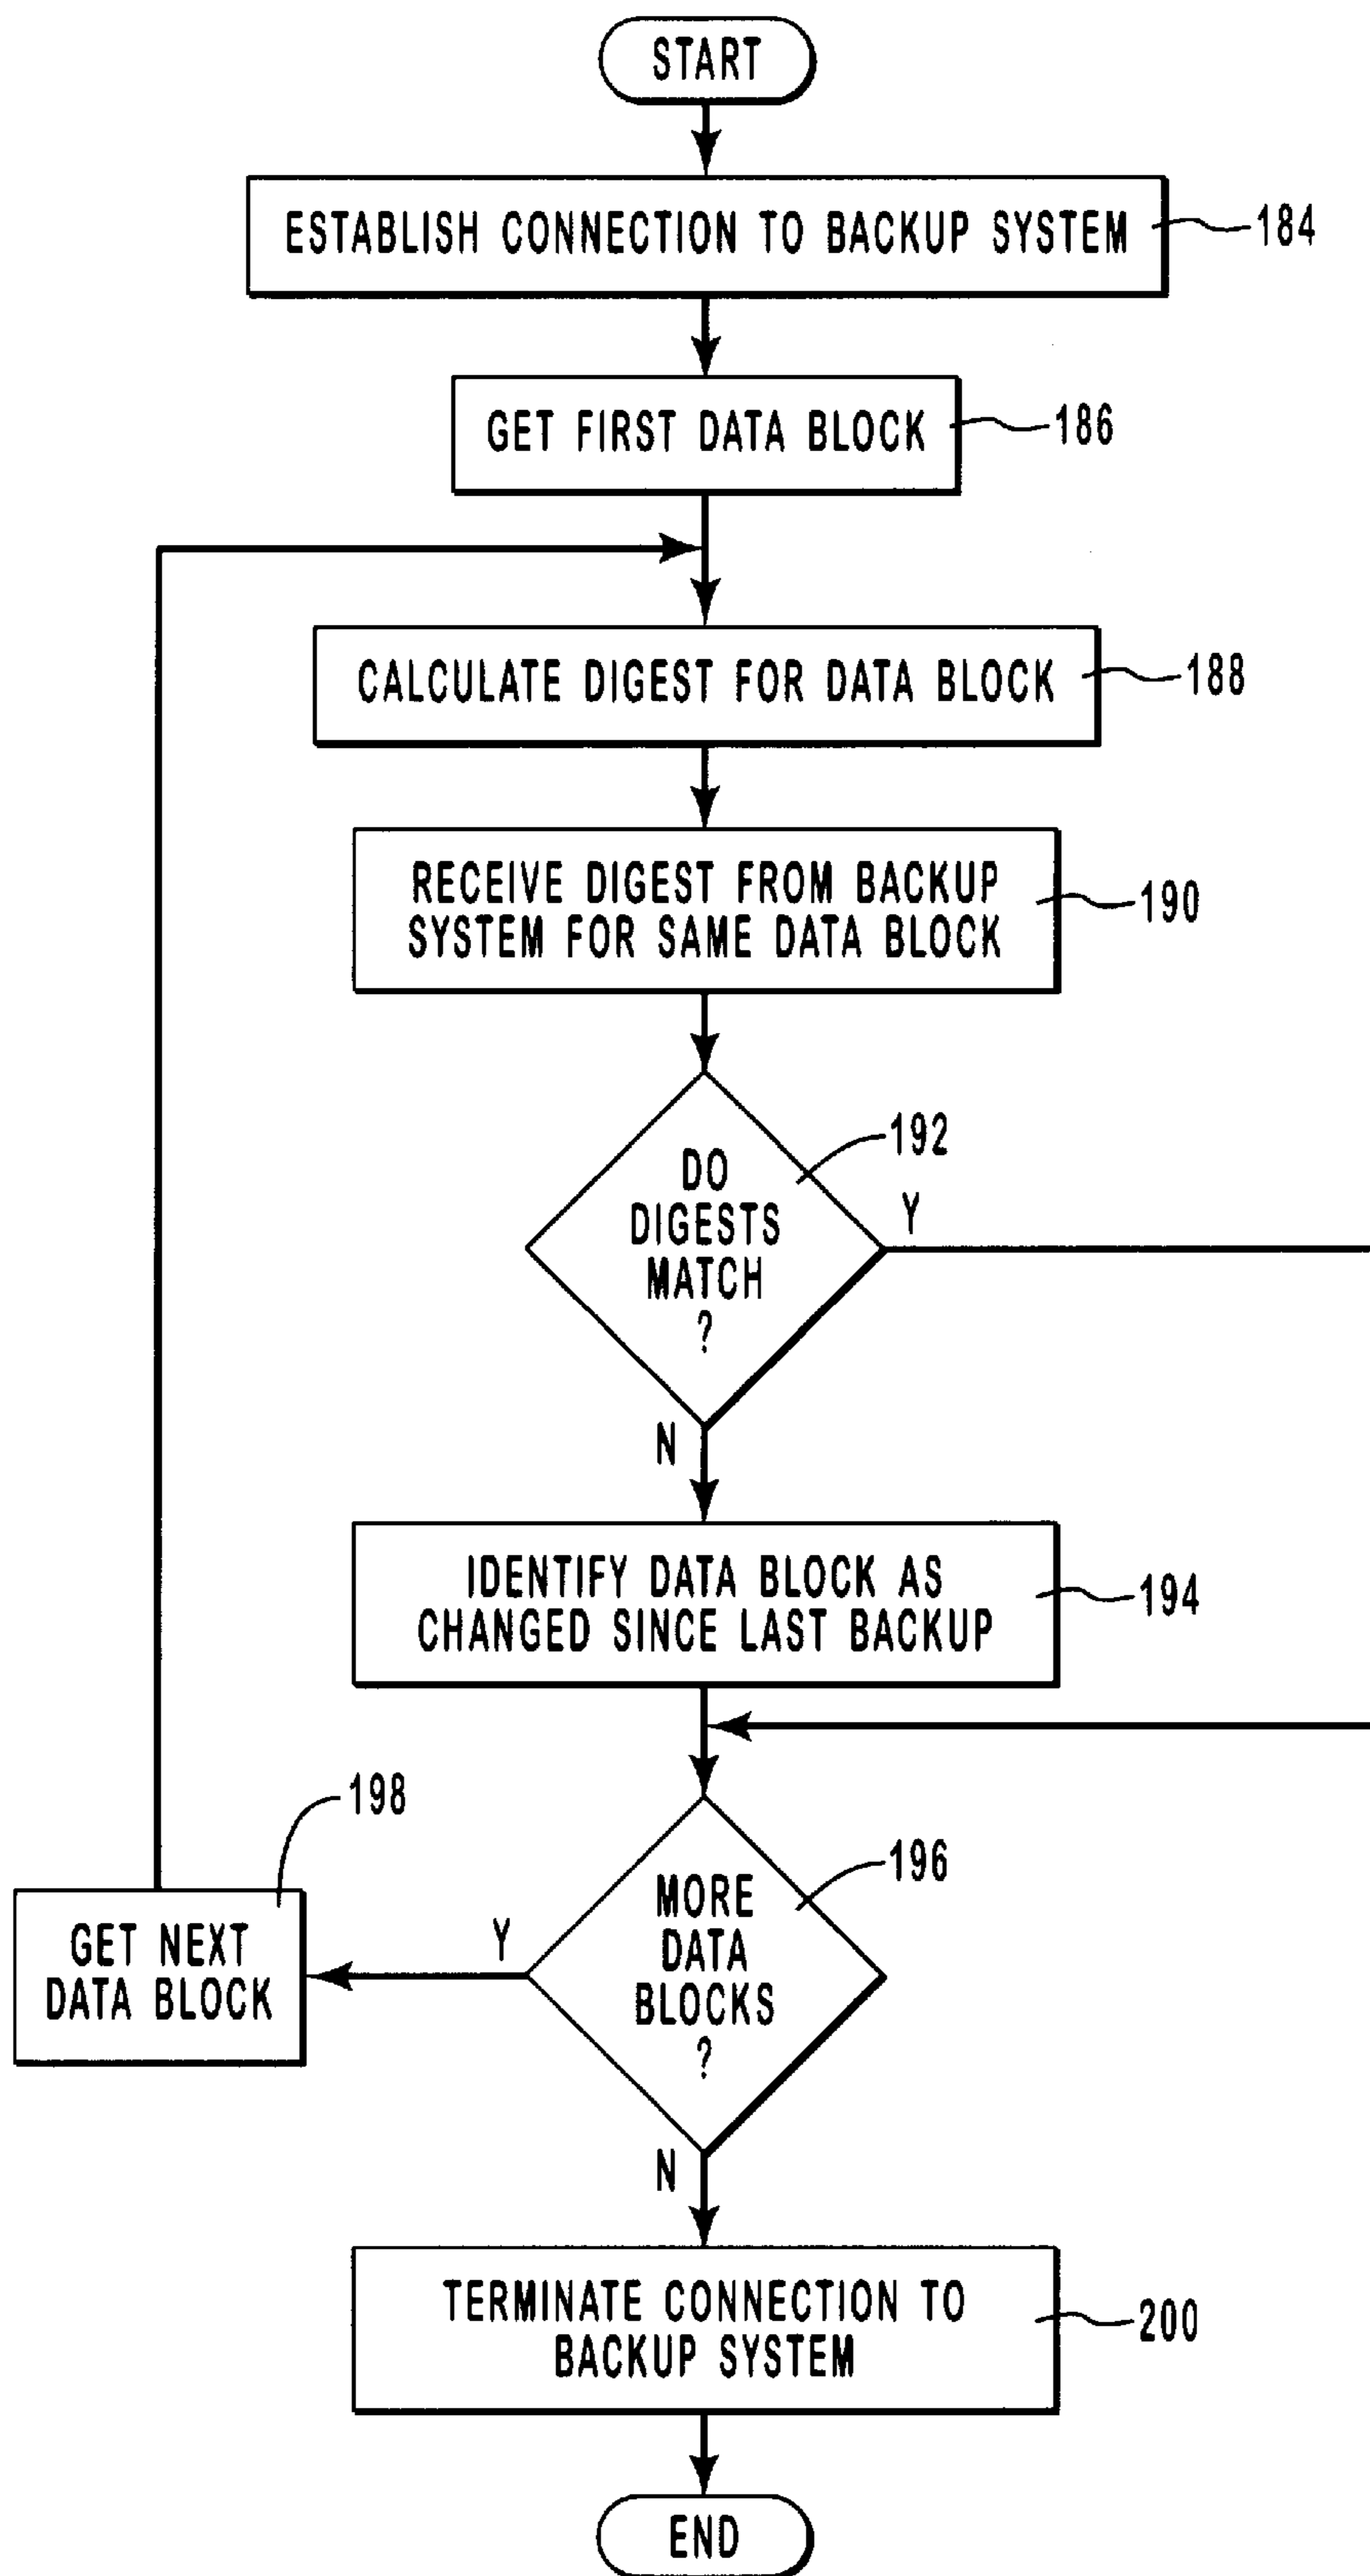 START
ESTABLISH CONNECTION TO BACKUP SYSTEM
184
GET FIRST DATA BLOCK
186
CALCULATE DIGEST FOR DATA BLOCK
188
RECEIVE DIGEST FROM BACKUP
SYSTEM FOR SAME DATA BLOCK
190
DO
DIGESTS
MATCH
?
192
Y
N
IDENTIFY DATA BLOCK AS
CHANGED SINCE LAST BACKUP
194
198
GET NEXT
DATA BLOCK
Y
MORE
DATA
BLOCKS
?
196
N
TERMINATE CONNECTION TO
BACKUP SYSTEM
200
END